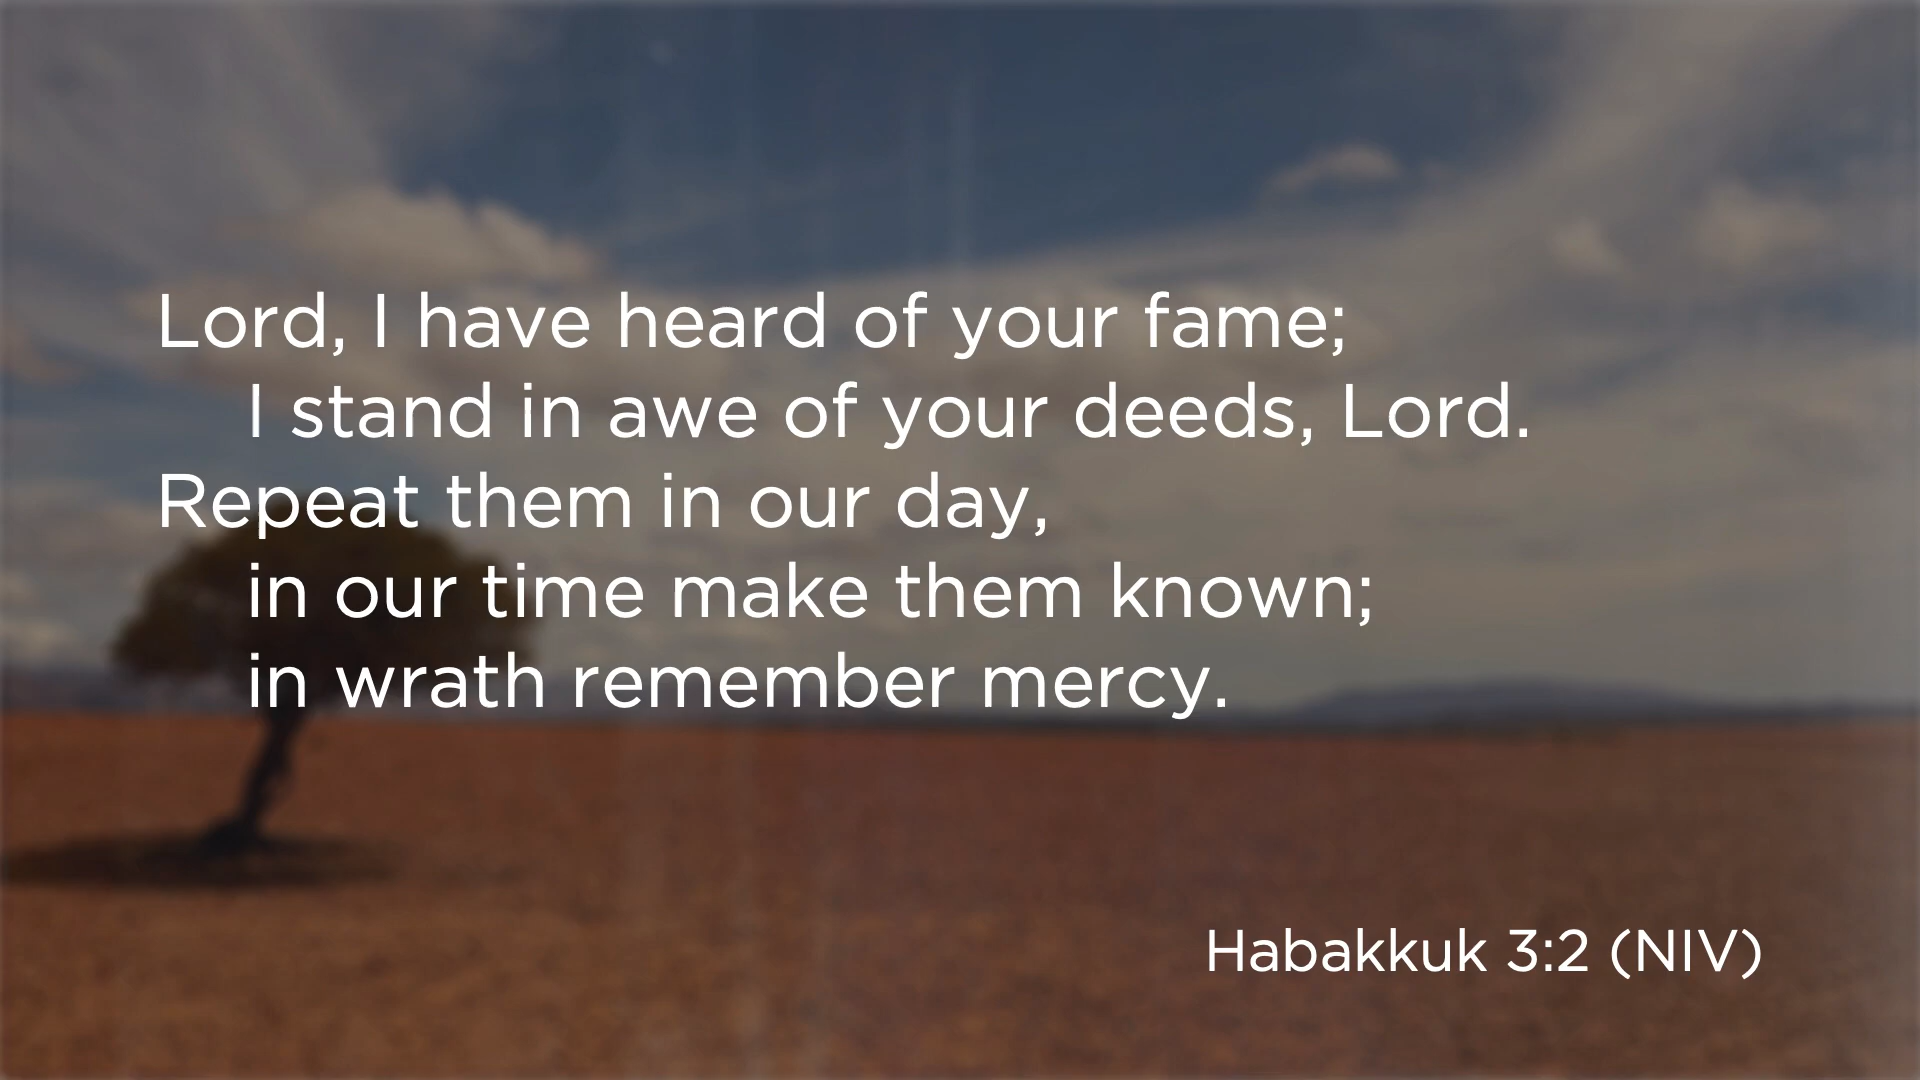 Lord, I have heard of your fame;
I stand in awe of your deeds, Lord.
Repeat them in our day,
in our time make them known;
in wrath remember mercy.
Habakkuk 3:2 (NIV)